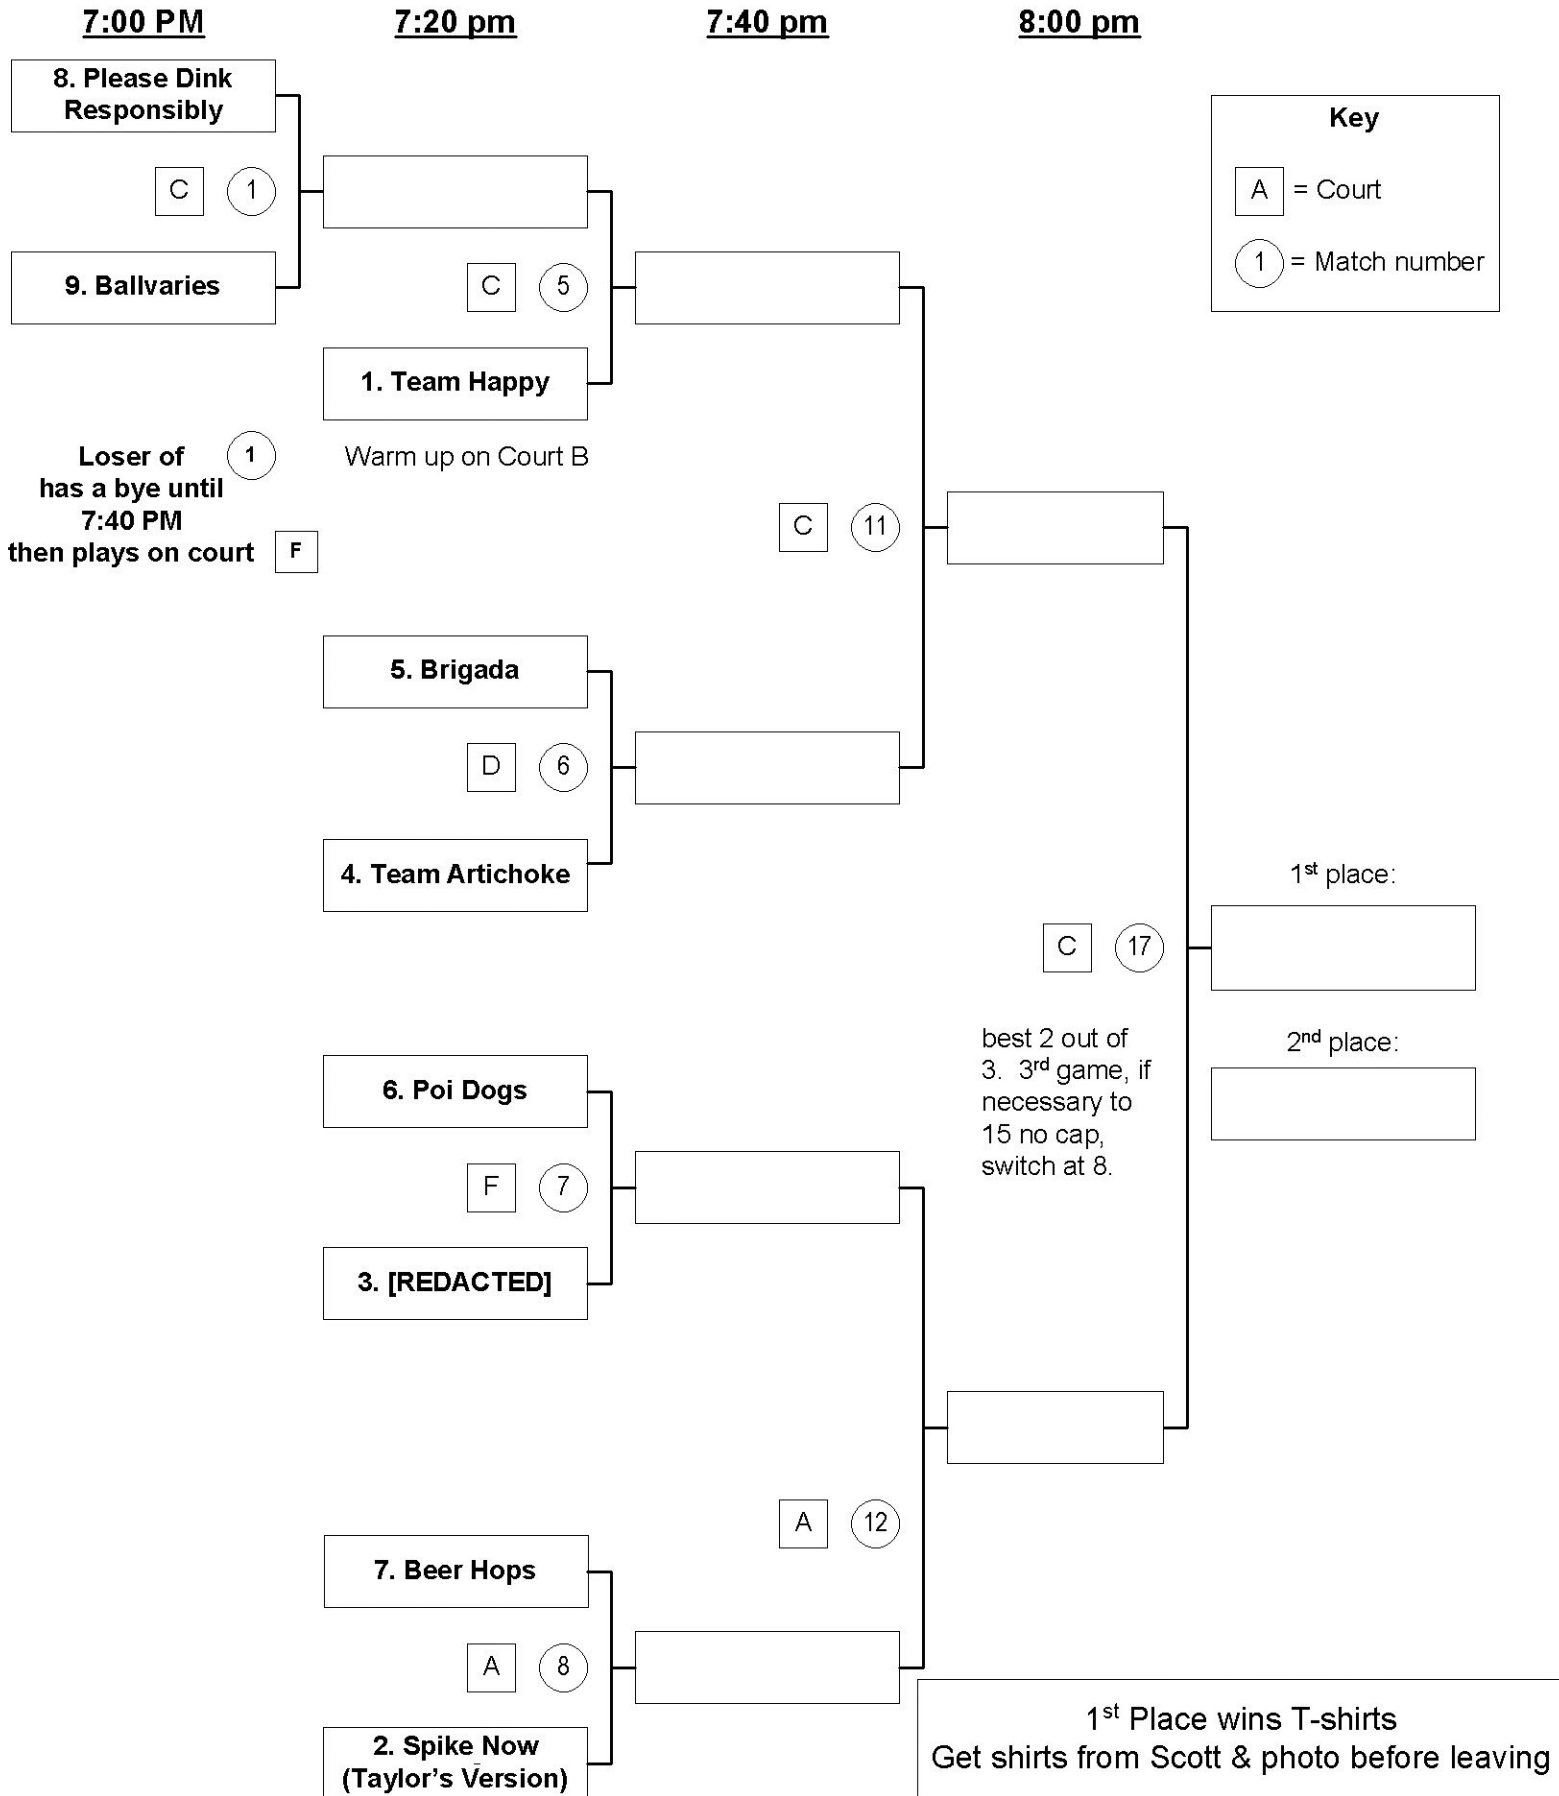 7:00 PM
7:20 pm
7:40 pm
8:00 pm
8. Please Dink
Responsibly
C
1
9. Ballvaries
C
5
1. Team Happy
Key
A = Court
1 = Match number
Loser of 1
has a bye until
7:40 PM
then plays on court F
Warm up on Court B
C
11
5. Brigada
D
6
4. Team Artichoke
1st place:
C
17
2nd place:
best 2 out of
3. 3rd game, if
necessary to
15 no cap,
switch at 8.
6. Poi Dogs
F
7
3. [REDACTED]
A
12
7. Beer Hops
A
8
2. Spike Now
(Taylor's Version)
1st Place wins T-shirts
Get shirts from Scott & photo before leaving